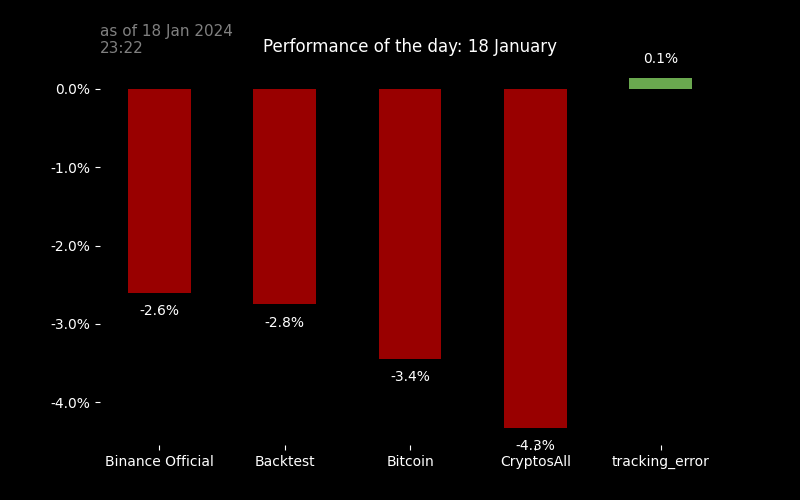 as of 18 Jan 2024
23:22
Performance of the day: 18 January
0.1%
0.0%
-1.0%
-2.0%
-3.0%
-4.0%
-2.6%
-2.8%
-3.4%
-4.3%
Binance Official
Backtest
Bitcoin
CryptosAll
tracking_error